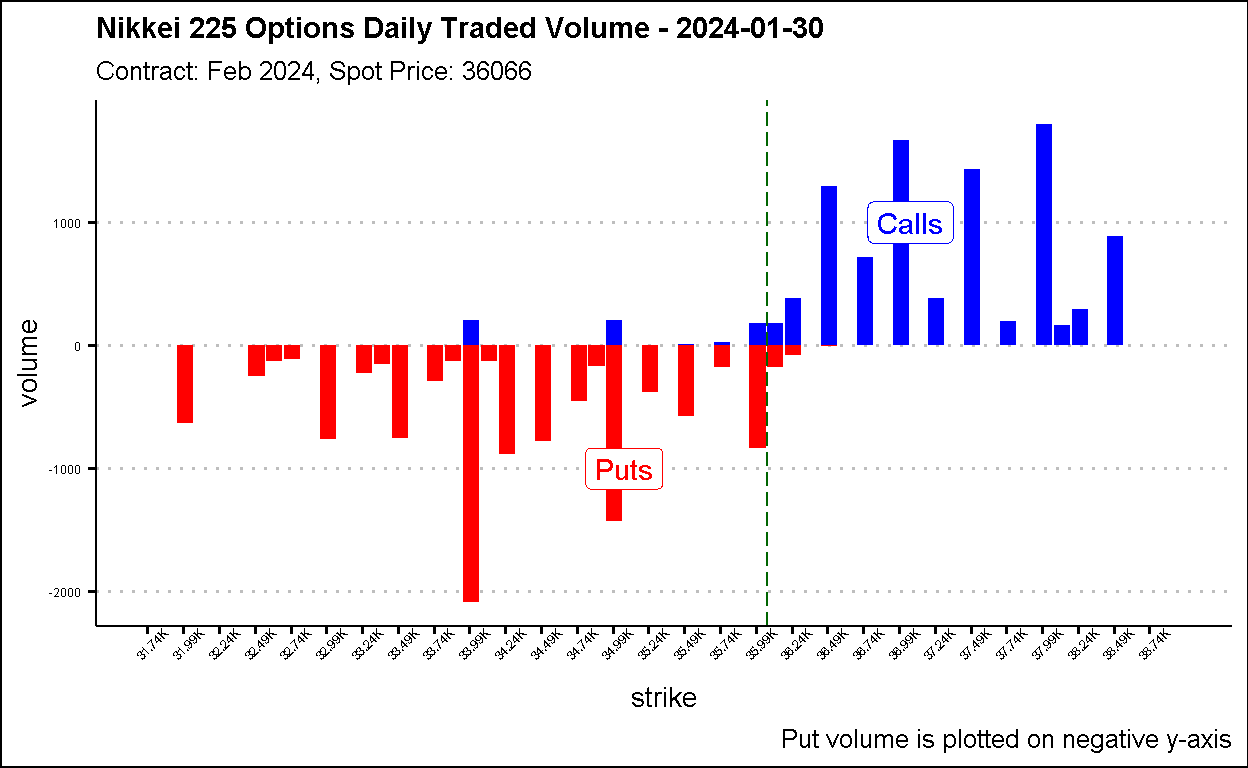 Nikkei 225 Options Daily Traded Volume - 2024-01-30
Contract: Feb 2024, Spot Price: 36066
volume
1000
0
-1000
-2000
Calls
Puts
31.74K 31.99K 32.24K 32.49K 32.74K 32.99K 33.24K 33.49K 33.74K 33.99K 34.24K 34.49K 34.74K 34.99K 35.24K 35.49K 35.74K 35.99K 36.24K 36.49K 36.74K 36.99K 37.24K 37.49K 37.74K 37.99K 38.24K 38.49K 38.74K
strike
Put volume is plotted on negative y-axis